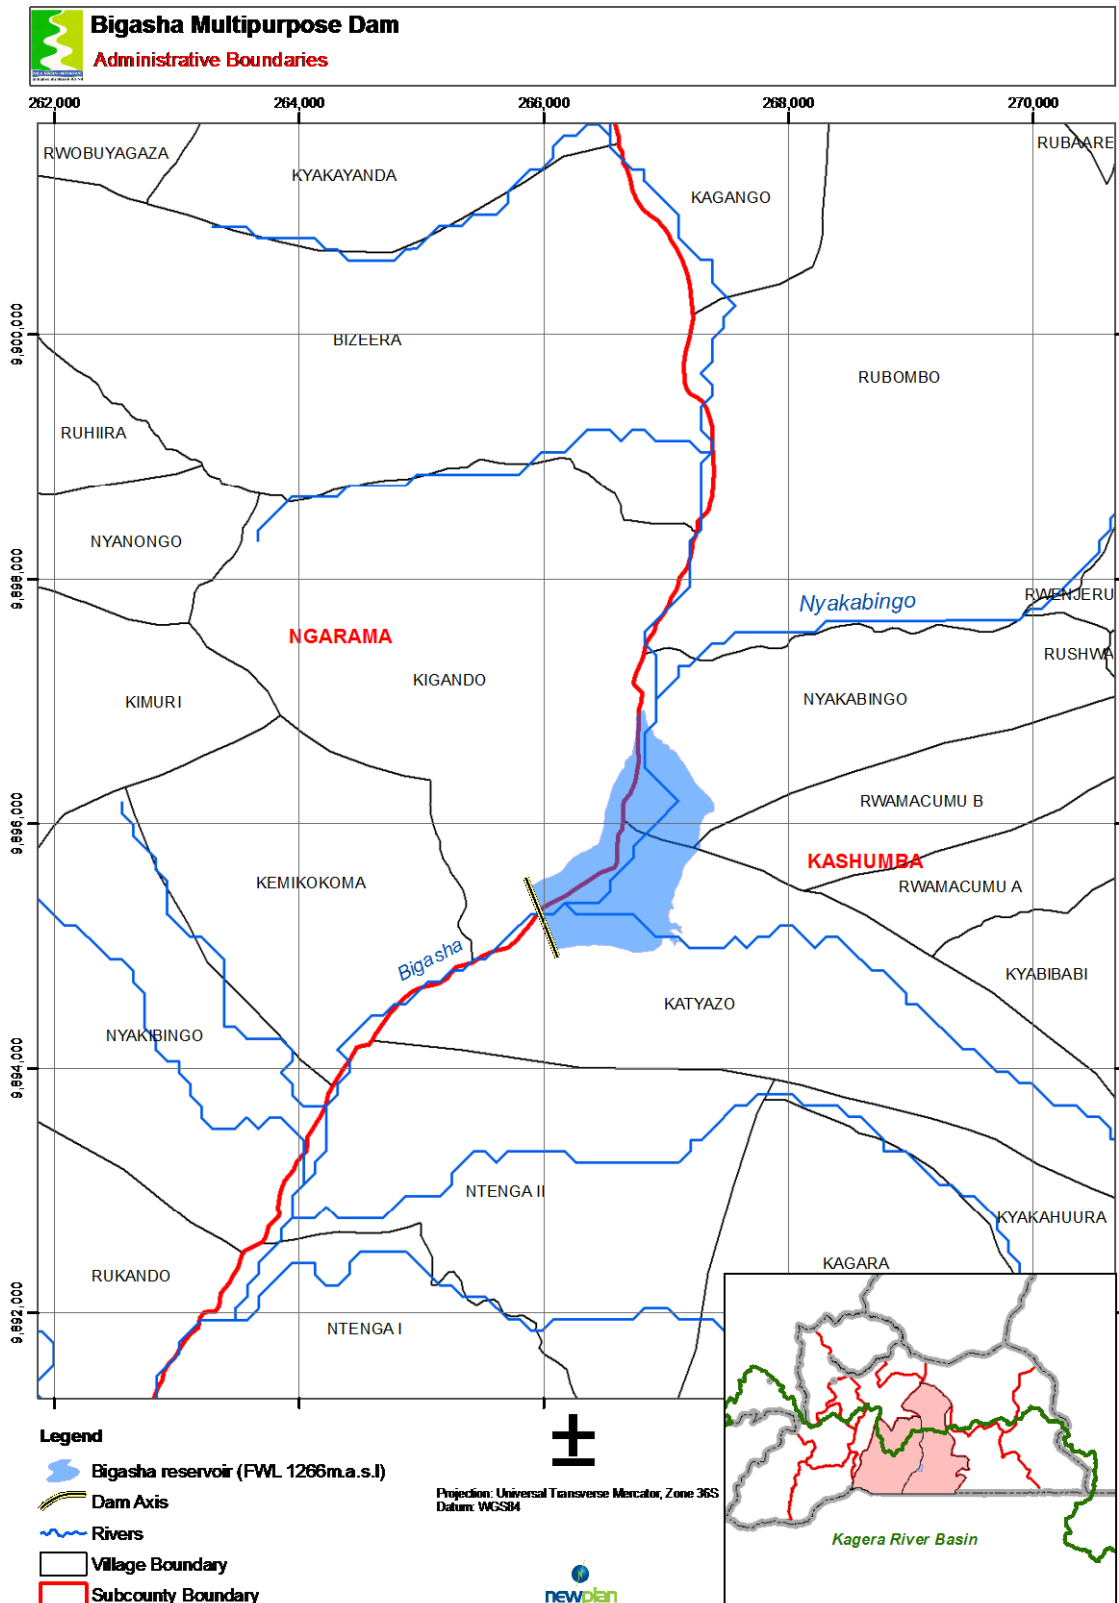 Bigasha Multipurpose Dam
Administrative Boundaries
262,000
264,000
266,000
268,000
270,000
RWOBUYAGAZA
KYAKAYANDA
RUBAARE
KAGANGO
9,900,000
BIZEERA
RUBOMBO
RUHIIRA
NYANONGO
9,898,000
Nyakabingo
RWENJERU
NGARAMA
RUSHWA
KIGANDO
KIMURI
NYAKABINGO
9,896,000
RWAMACUMU B
KASHUMBA
KEMIKOKOMA
RWAMACUMU A
Bigasha
KYABIBABI
KATYAZO
NYAKIBINGO
9,894,000
NTENGA II
KYAKAHUURA
RUKANDO
KAGARA
9,892,000
NTENGA I
Legend
Bigasha reservoir (FWL 1266m.a.s.l)
Dam Axis
Rivers
Village Boundary
Subcounty Boundary
Projection: Universal Transverse Mercator, Zone 36S
Datum: WGS84
newplan
Kagera River Basin